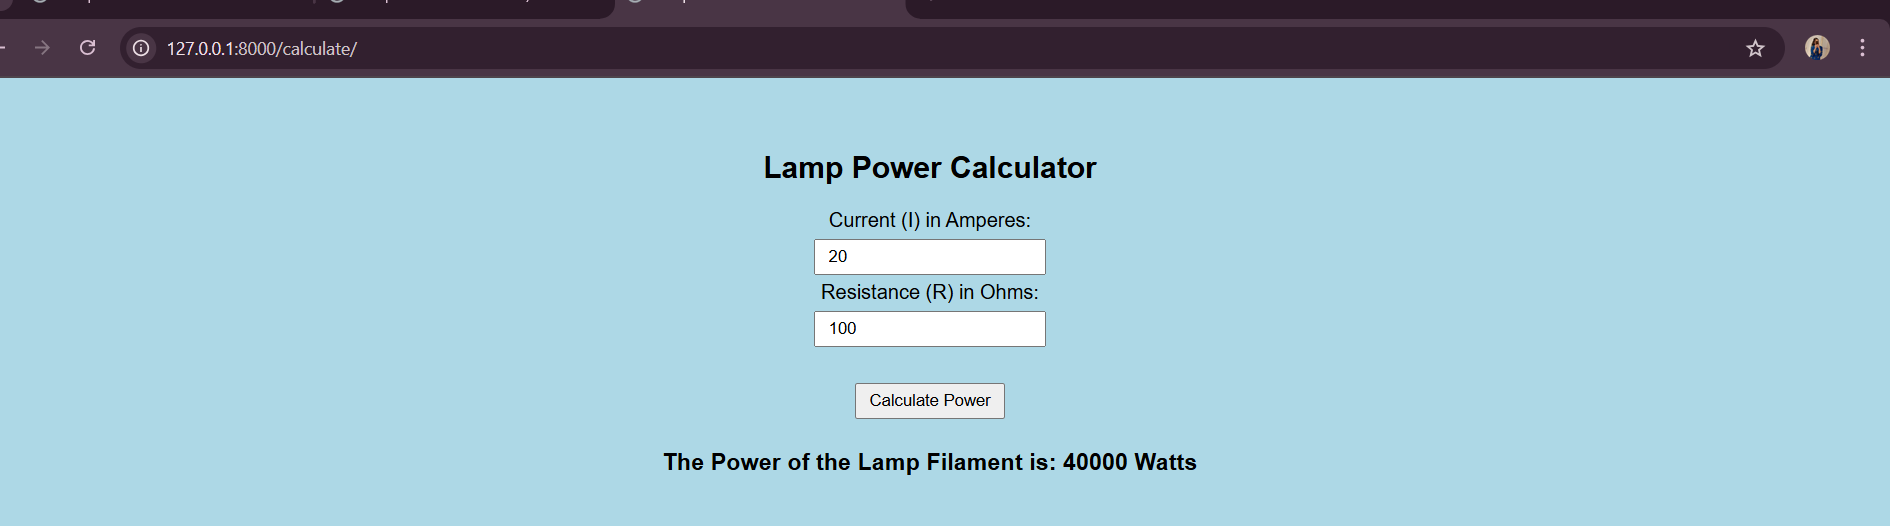 127.0.0.1:8000/calculate/
Lamp Power Calculator
Current (I) in Amperes:
20
Resistance (R) in Ohms:
100
Calculate Power
The Power of the Lamp Filament is: 40000 Watts